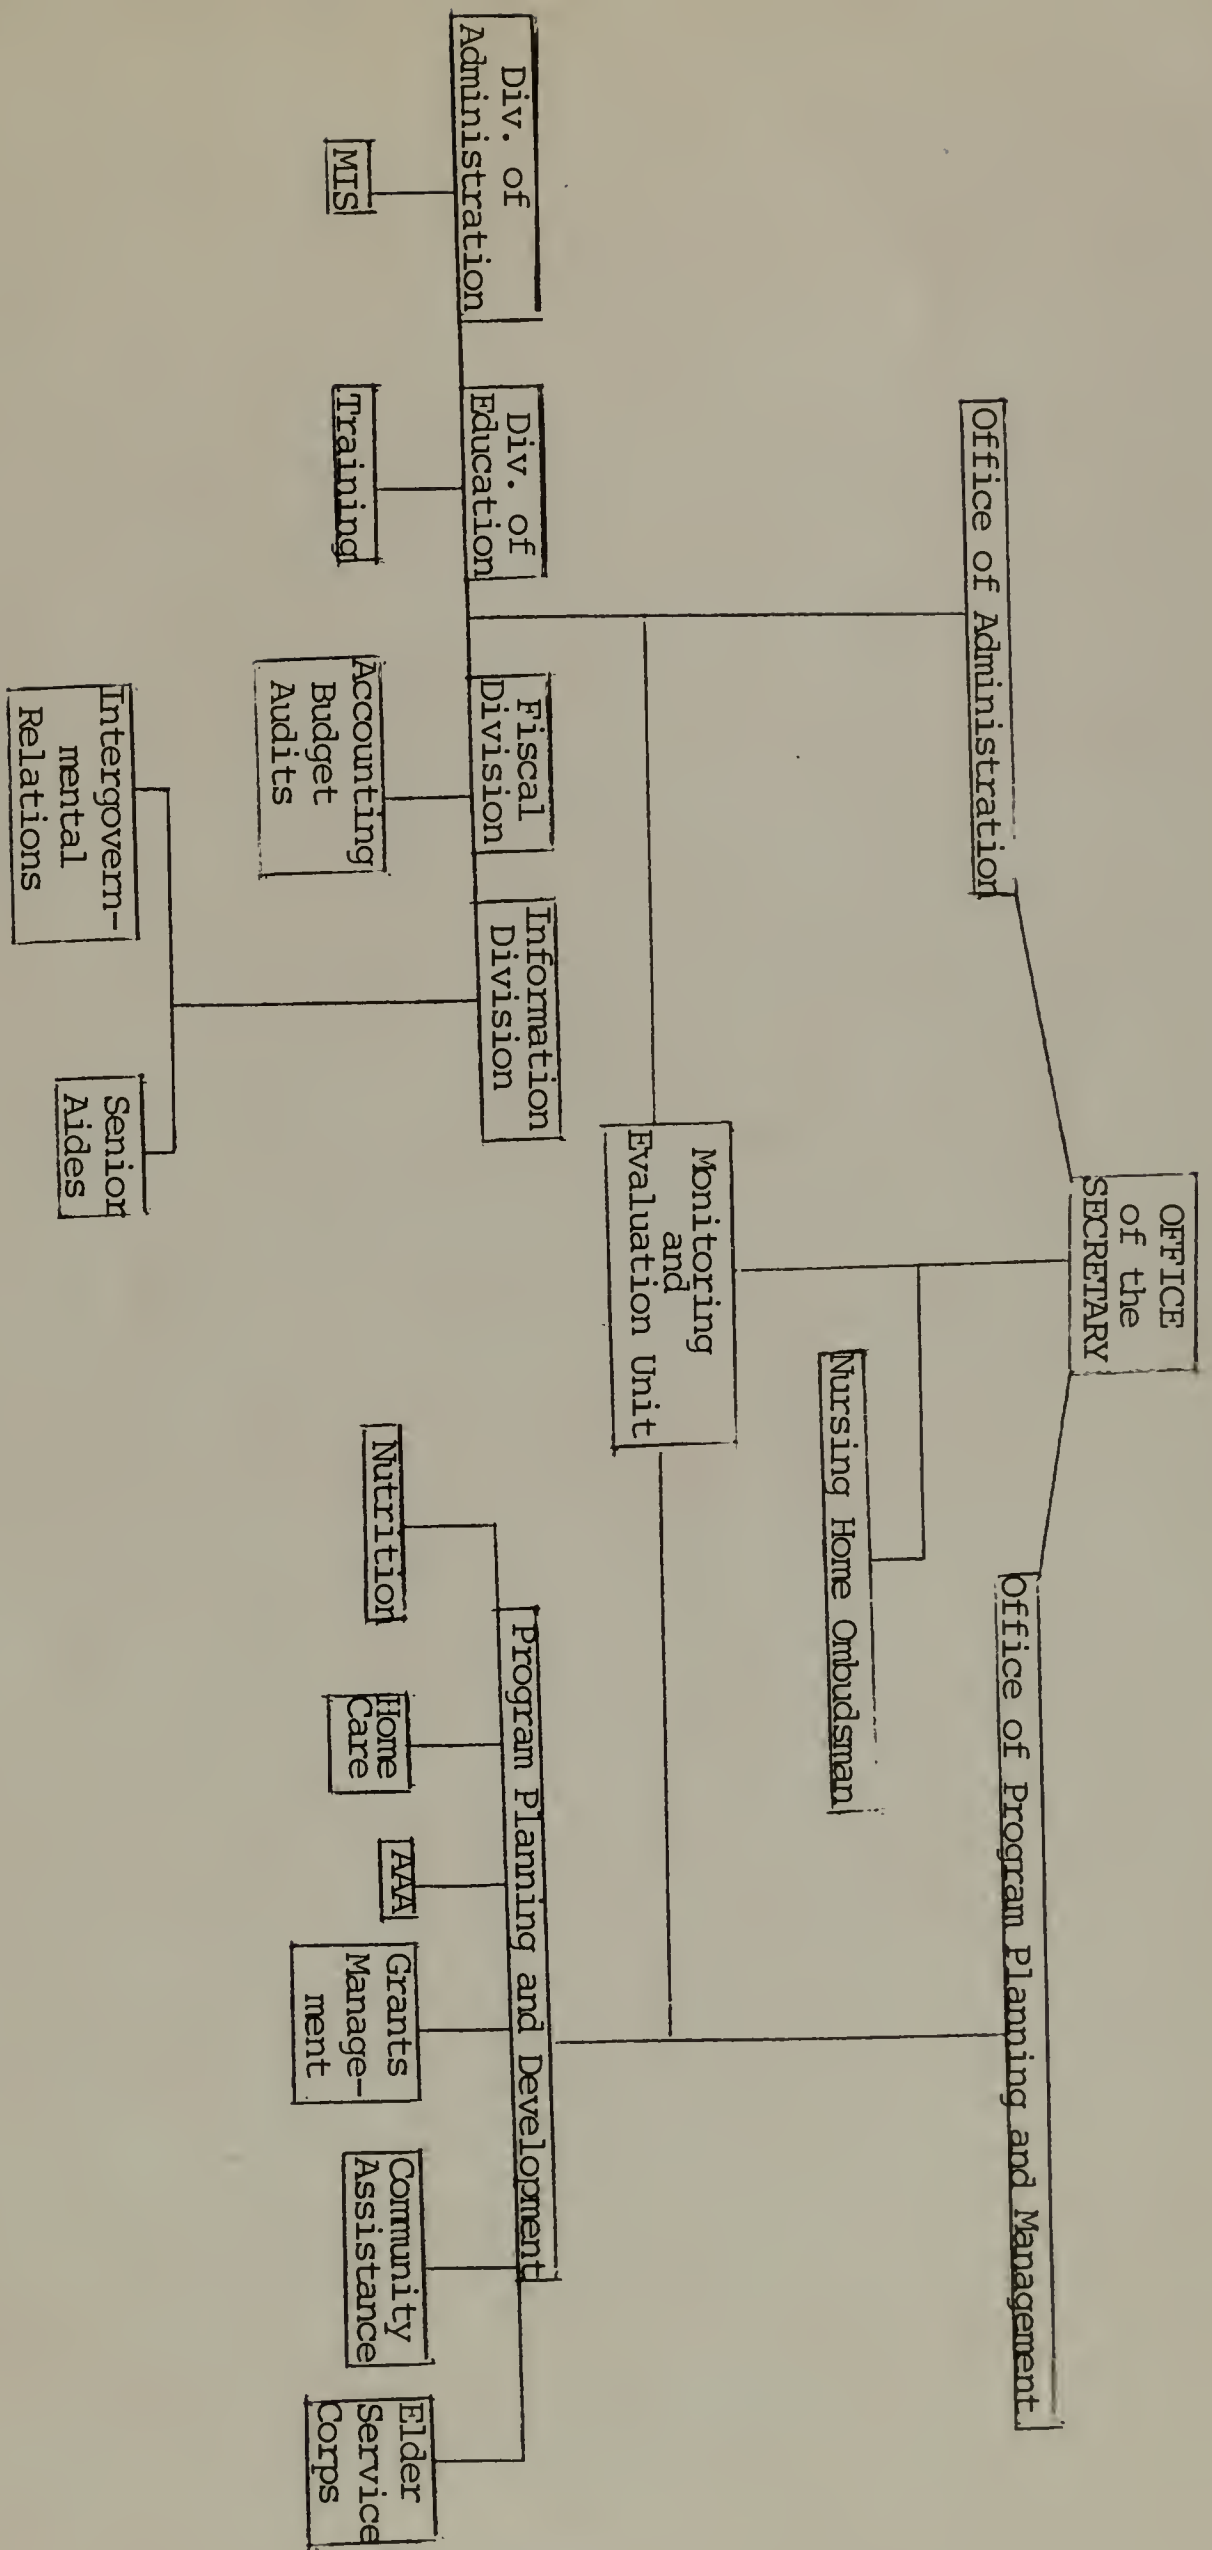 OFFICE
of the
SECRETARY
Office of Administration
Office of Program Planning and Management
Nursing Home Ombudsman
Monitoring
and
Evaluation Unit
Div. of
Administration
Div. of
Education
Fiscal
Division
Information
Division
Program Planning and Development
MIS
Training
Accounting
Budget
Audits
Intergovern-
mental
Relations
Senior
Aides
Nutrition
Home
Care
AAA
Grants
Manage-
ment
Community
Assistance
Elder
Service
Corps